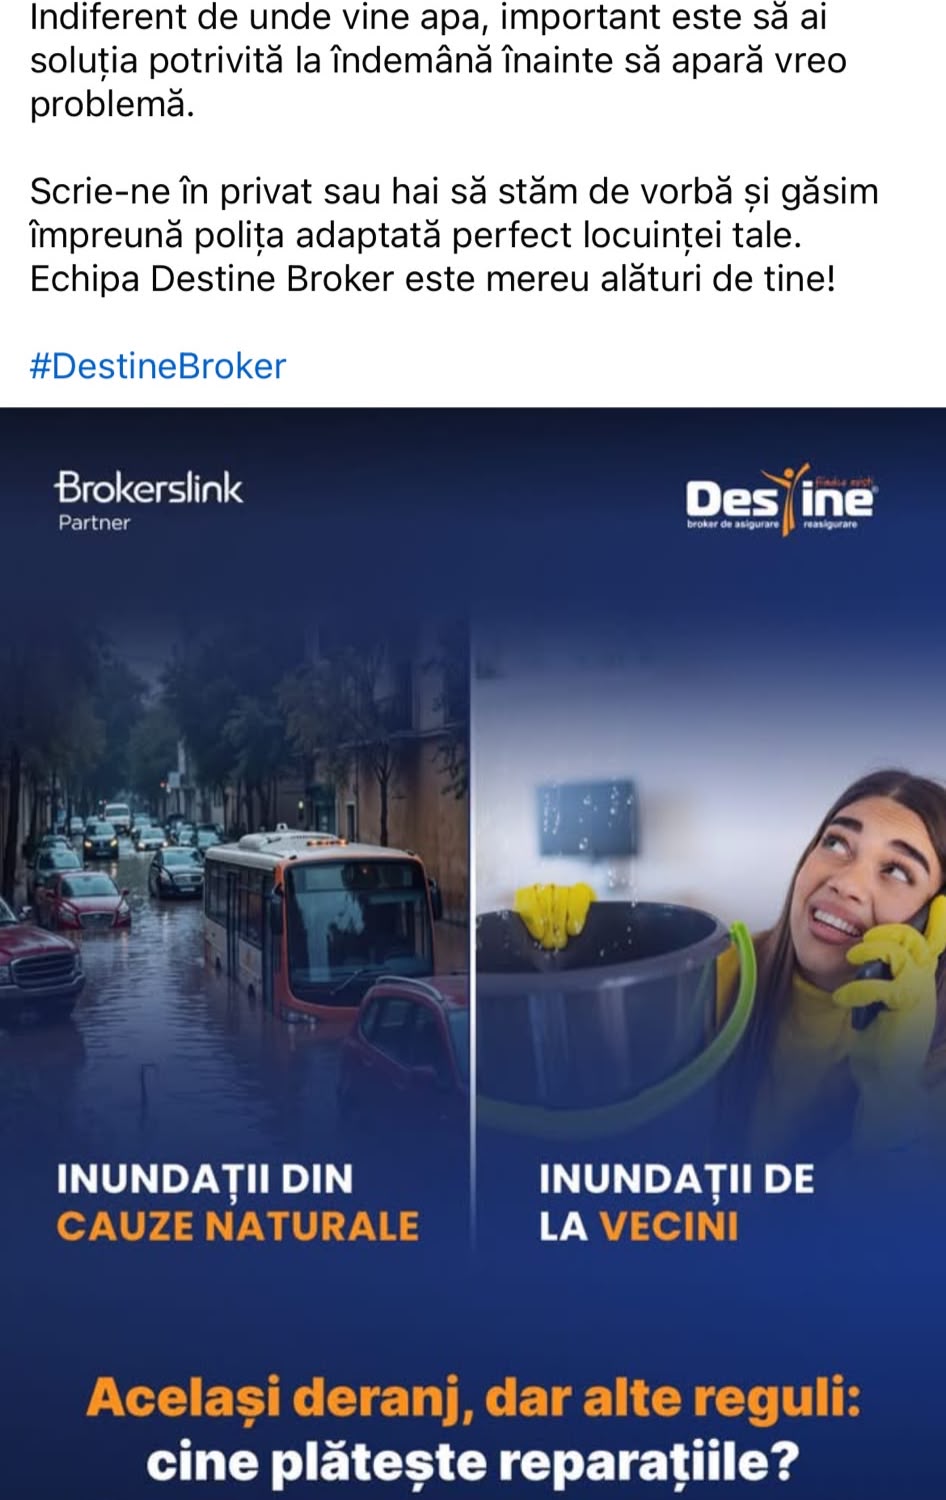 Indiferent de unde vine apa, important este să ai
soluția potrivită la îndemână înainte să apară vreo
problemă.
Scrie-ne în privat sau hai să stăm de vorbă și găsim
împreună polița adaptată perfect locuinței tale.
Echipa Destine Broker este mereu alături de tine!
#DestineBroker
Brokerslink
Partner
Destine®
broker de asigurare reasigurare
INUNDAȚII DIN
CAUZE NATURALE
INUNDAȚII DE
LA VECINI
Același deranj, dar alte reguli:
cine plătește reparațiile?